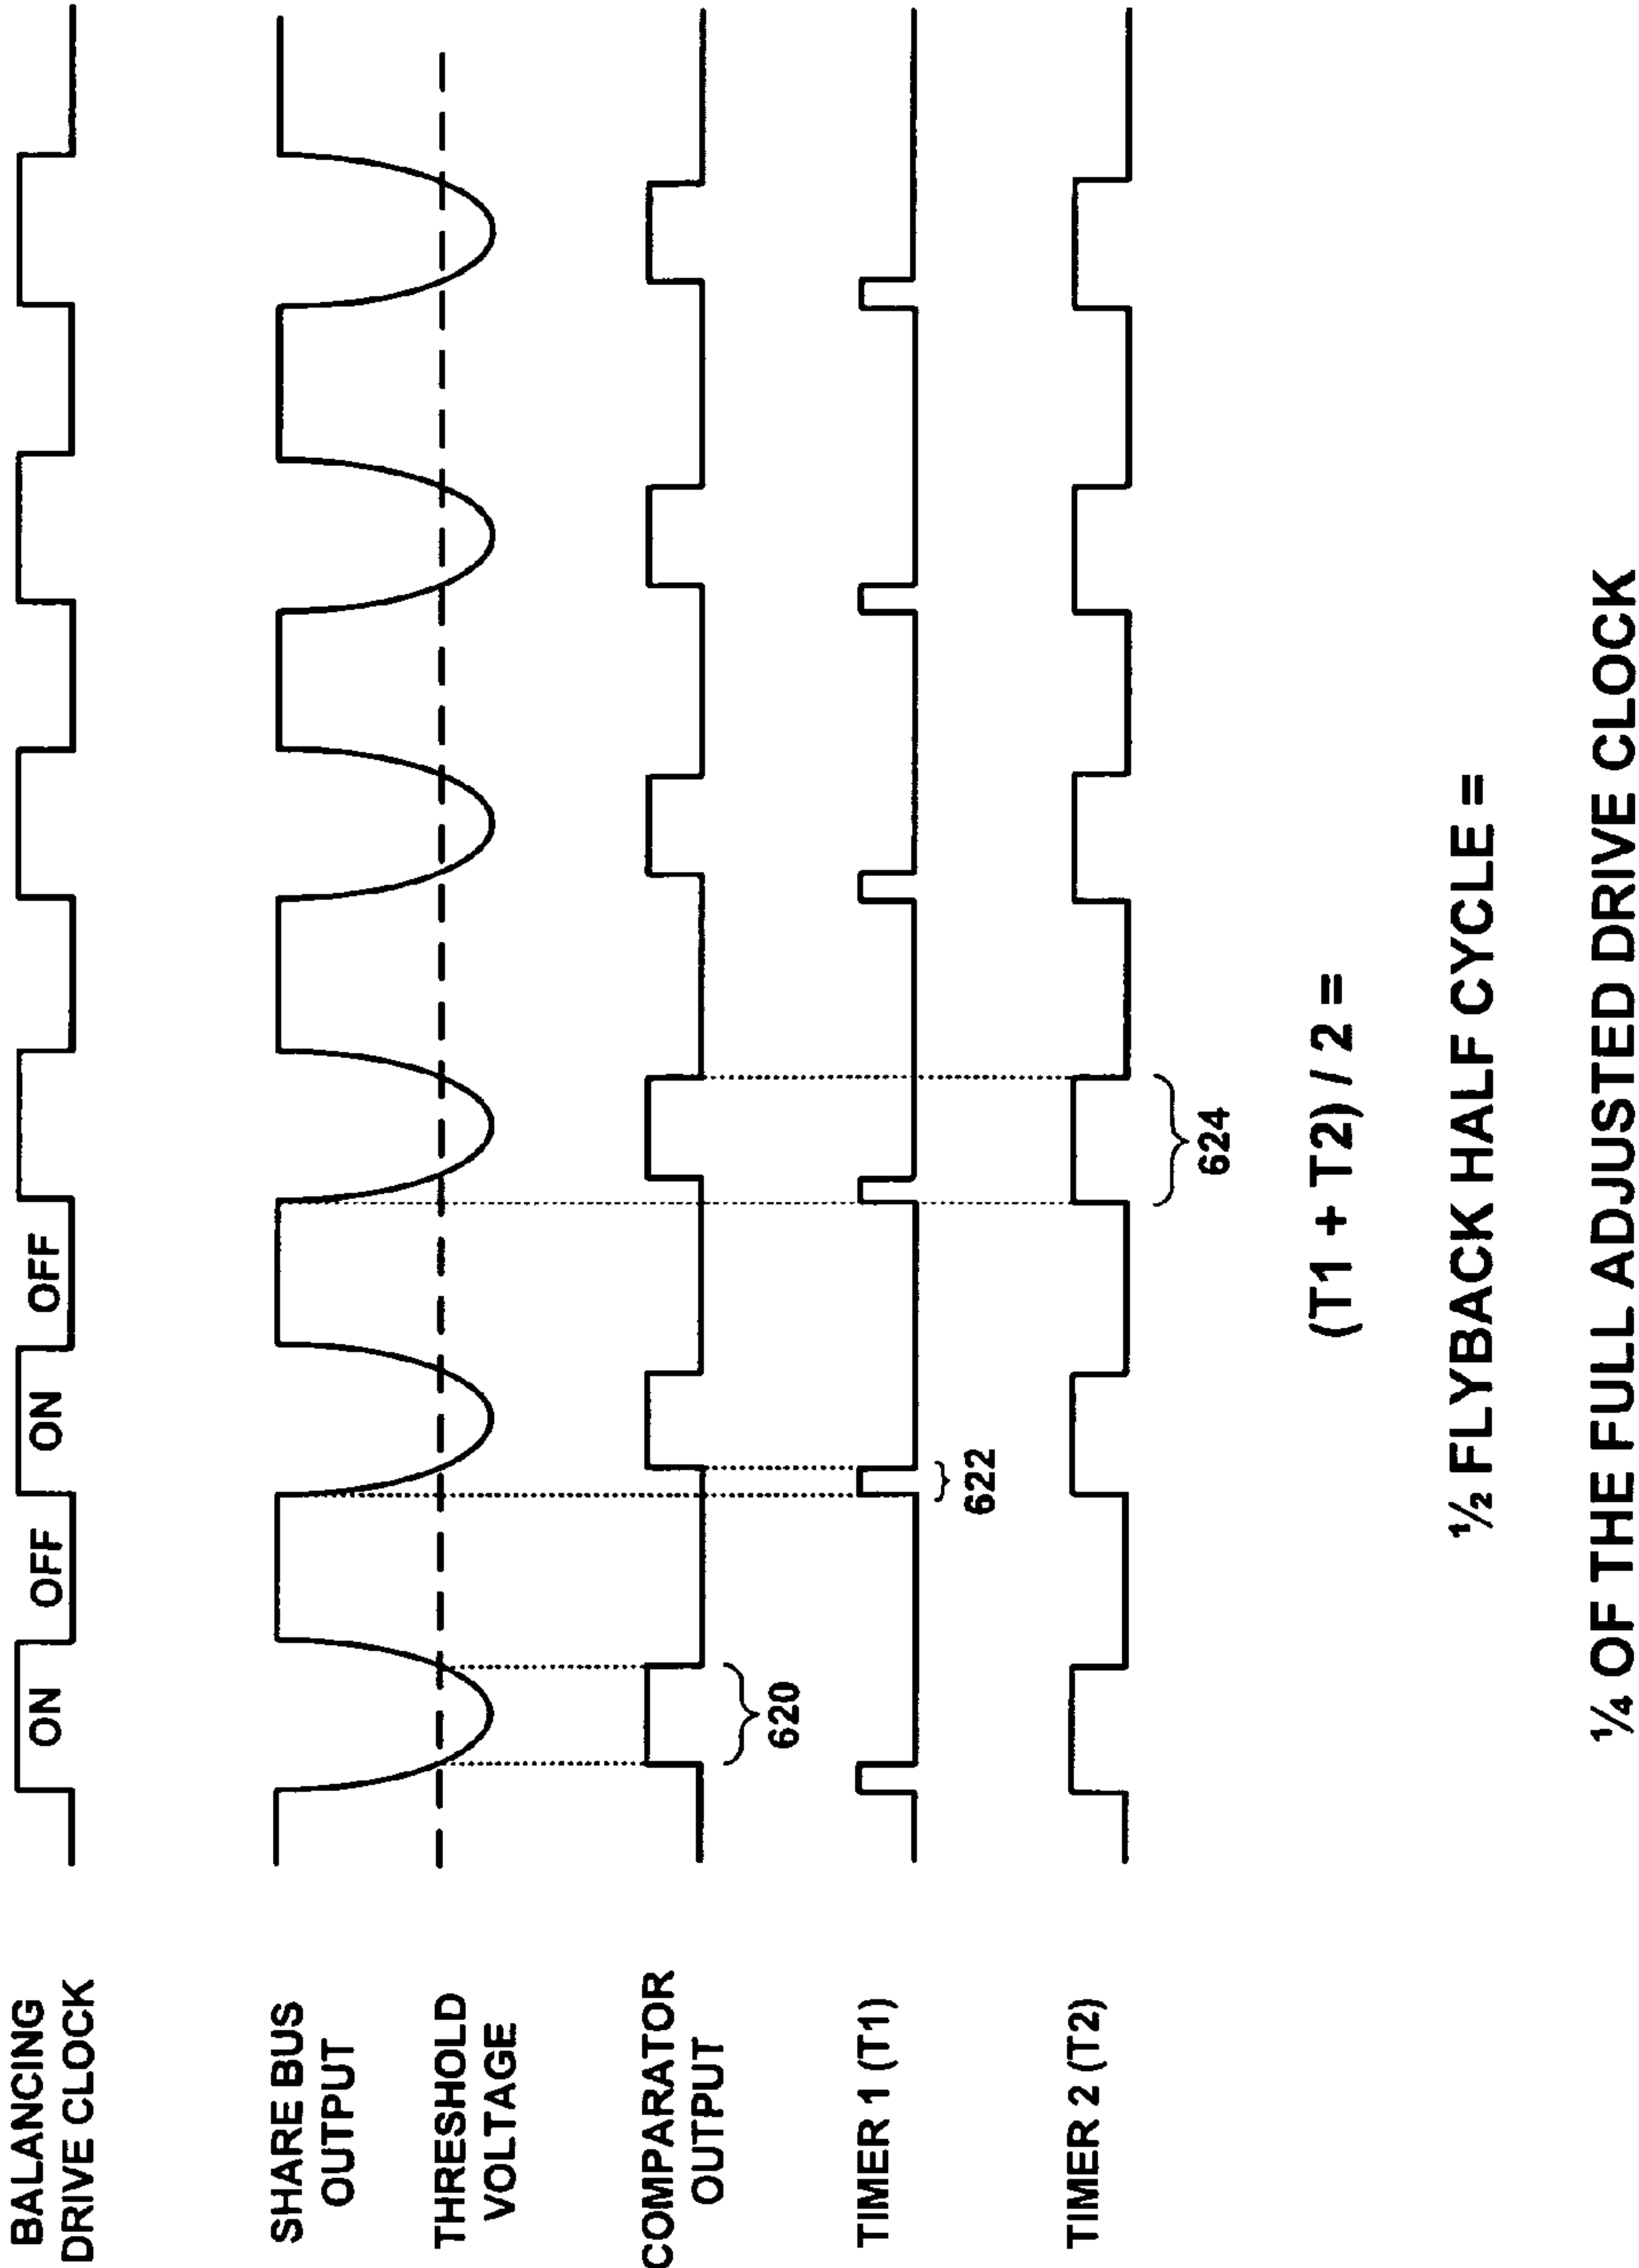 BALANCING
DRIVE CLOCK
ON
OFF
ON
OFF
SHARE BUS
OUTPUT
THRESHOLD
VOLTAGE
COMPARATOR
OUTPUT
620
TIMER 1 (T1)
622
TIMER 2 (T2)
624
(T1 + T2) / 2 =
½ FLYBACK HALF CYCLE =
¼ OF THE FULL ADJUSTED DRIVE CLOCK